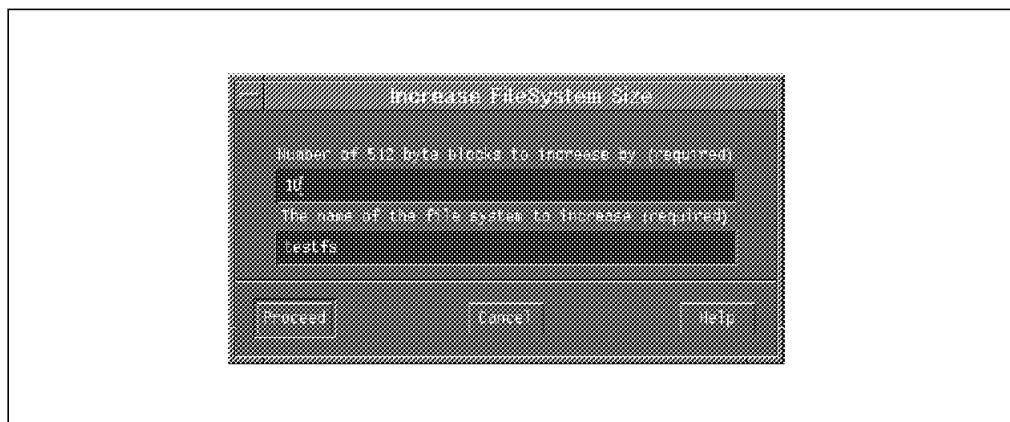 Increase FileSystem Size
Number of 512 byte blocks to increase by (required)
10
The name of the file system to increase (required)
testfs
Proceed Cancel Help